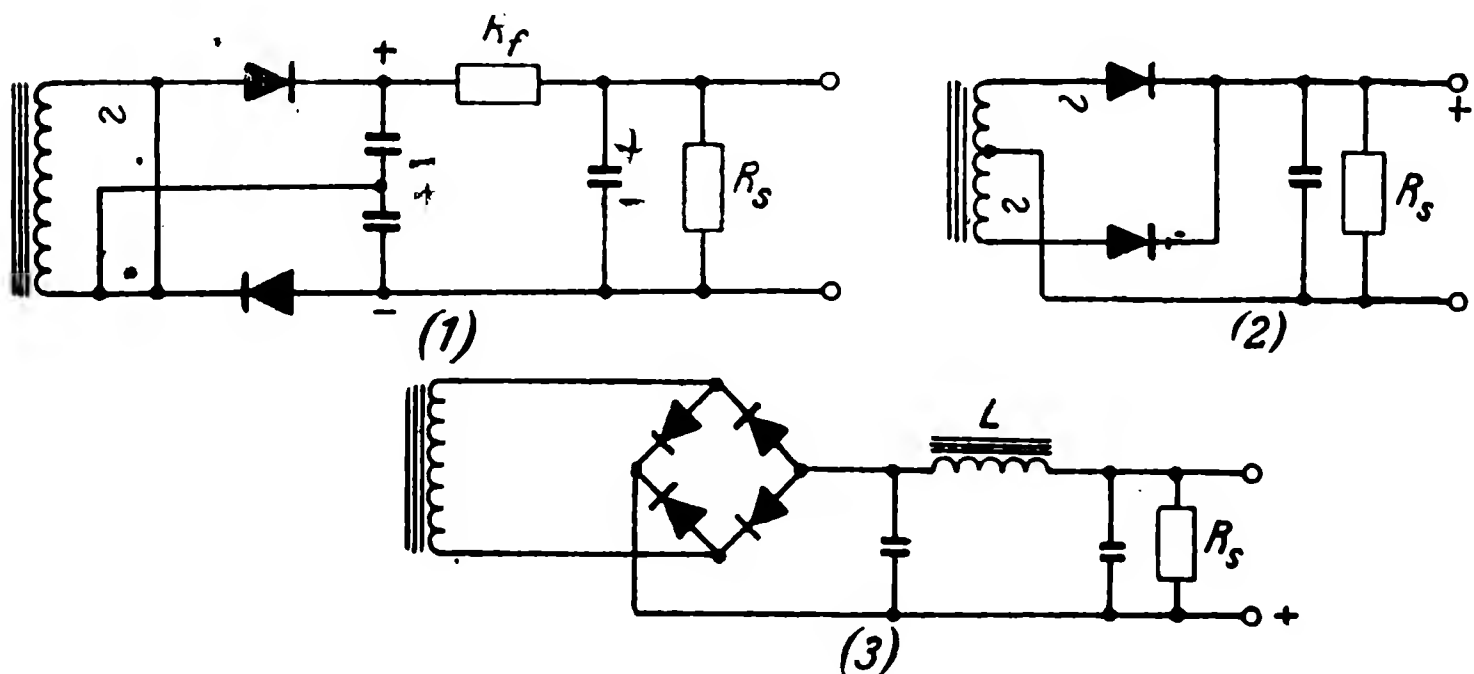 R_f
~
~
+
+
-
+
-
R_s
~
R_s
+
-
(1)
(2)
L
R_s
(3)
+